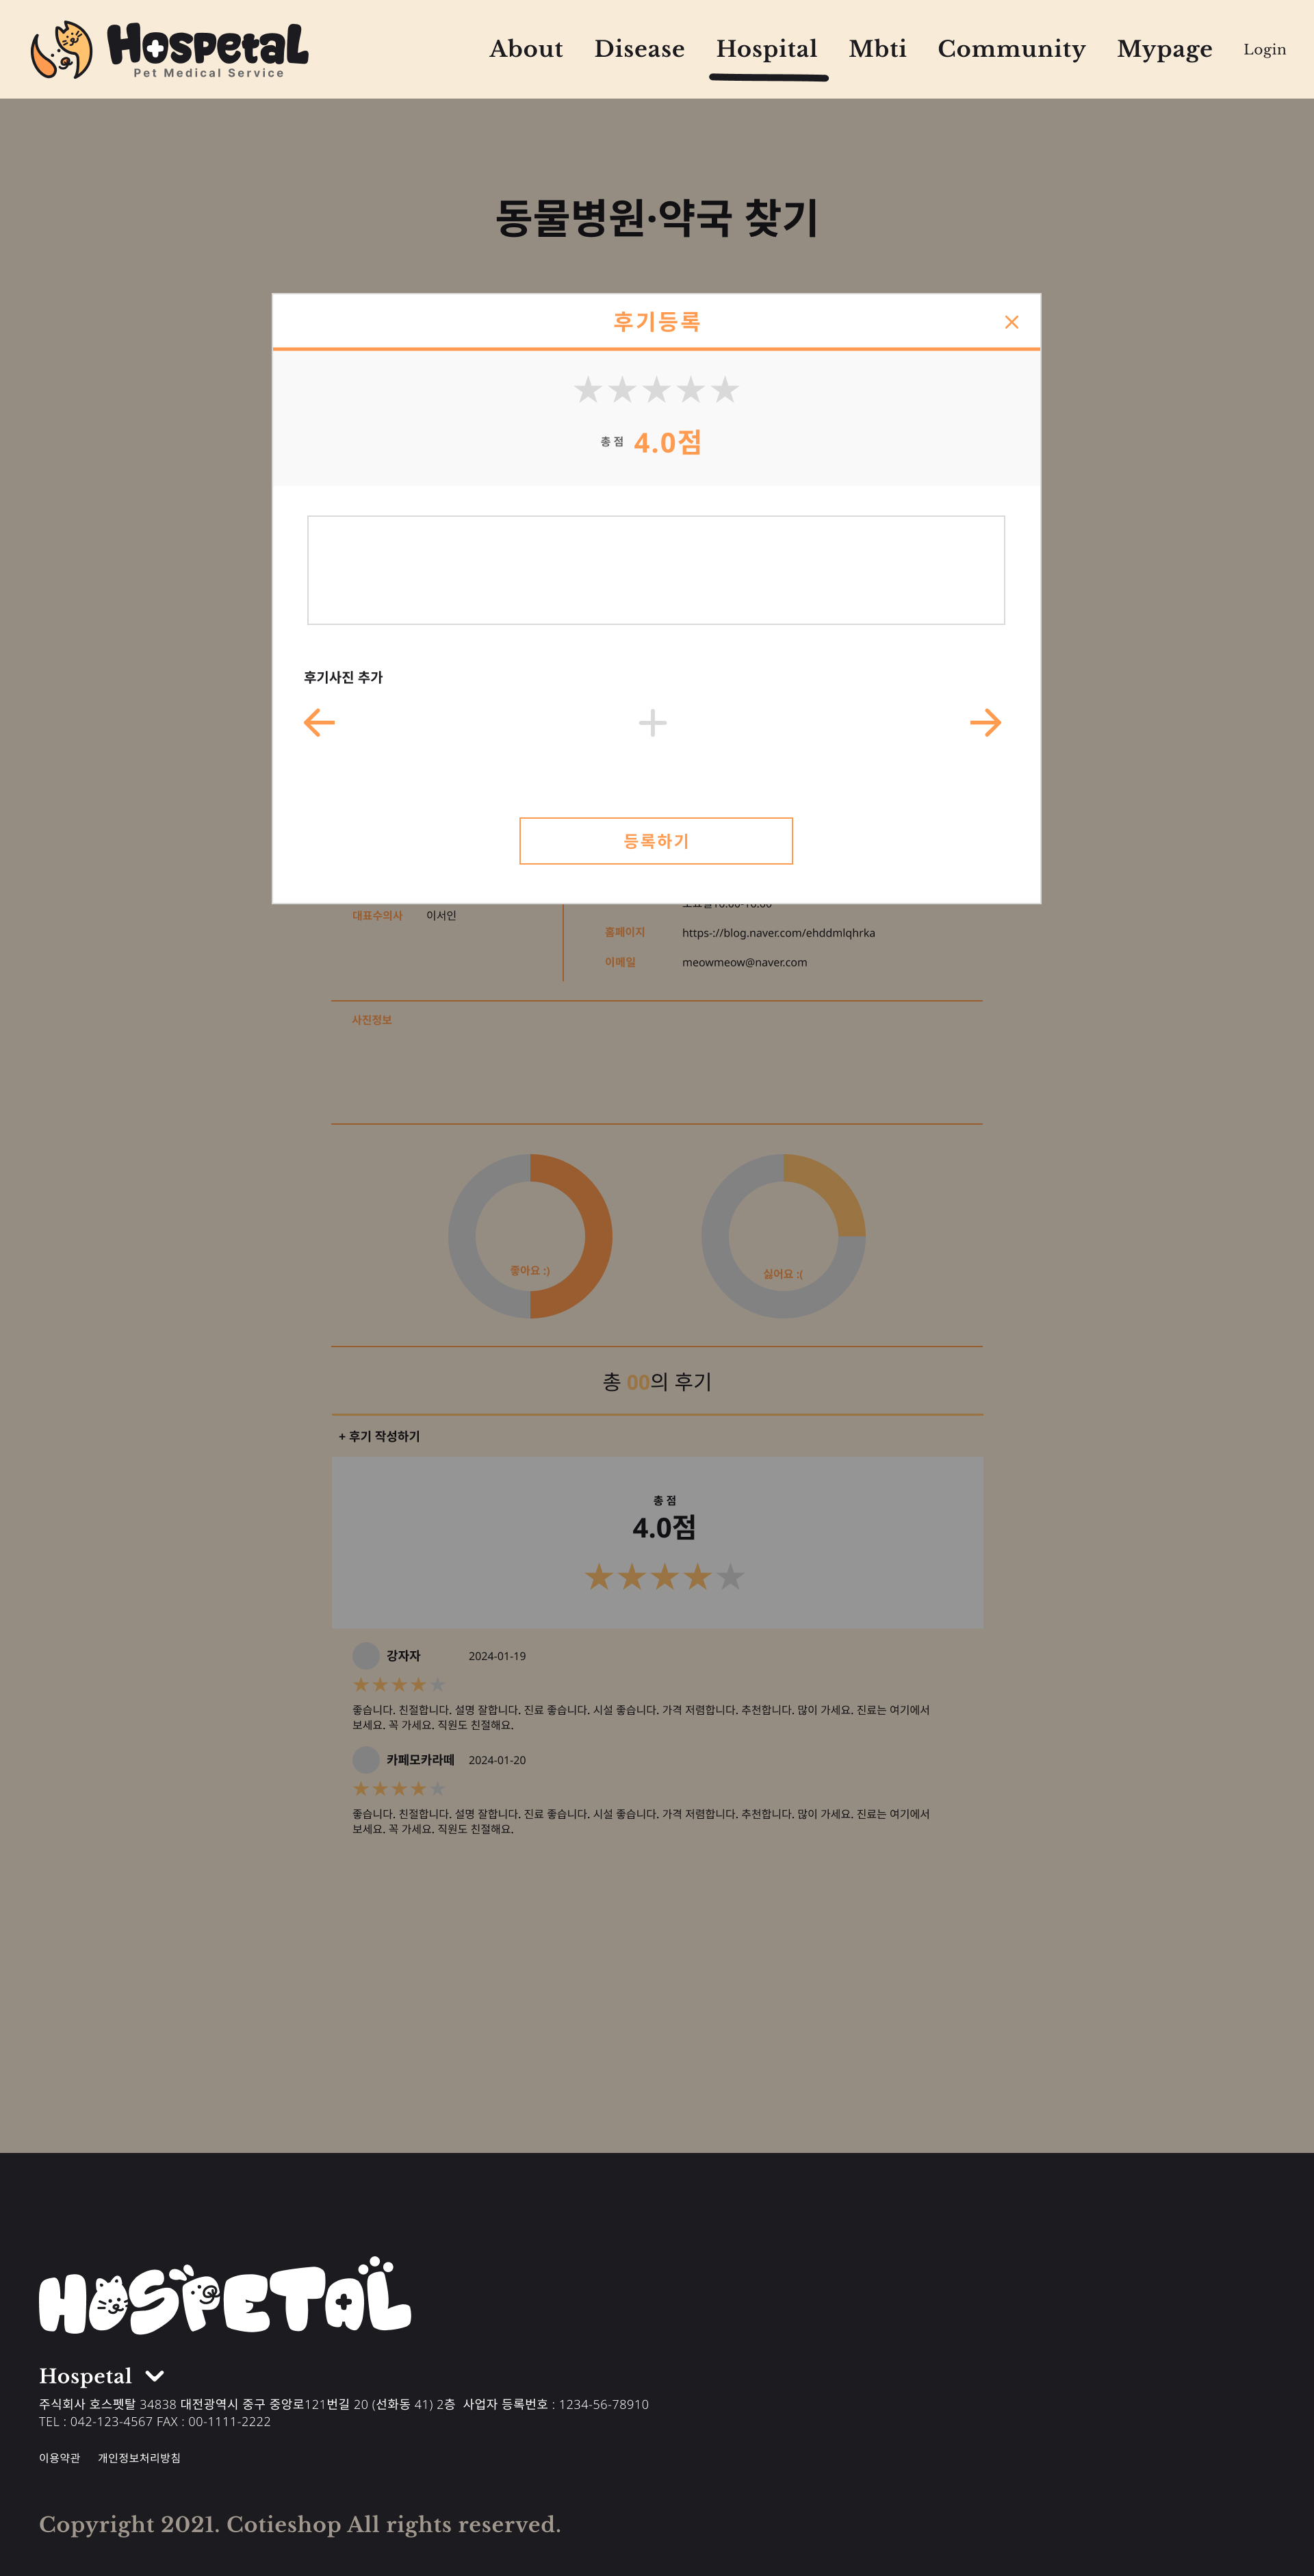 Hospetal
Pet Medical Service
About Disease Hospital Mbti Community Mypage Login
동물병원·약국 찾기
후기등록
총점 4.0점
후기사진 추가
등록하기
대표수의사 이서인
홈페이지 https-://blog.naver.com/ehddmlqhrka
이메일 meowmeow@naver.com
사진정보
좋아요 :)
싫어요 :(
총 00의 후기
+ 후기 작성하기
총점
4.0점
강자자 2024-01-19
좋습니다. 친절합니다. 설명 잘합니다. 진료 좋습니다. 시설 좋습니다. 가격 저렴합니다. 추천합니다. 많이 가세요. 진료는 여기에서
보세요. 꼭 가세요. 직원도 친절해요.
카페모카라떼 2024-01-20
좋습니다. 친절합니다. 설명 잘합니다. 진료 좋습니다. 시설 좋습니다. 가격 저렴합니다. 추천합니다. 많이 가세요. 진료는 여기에서
보세요. 꼭 가세요. 직원도 친절해요.
HOSPETAL
Hospetal
주식회사 호스펫탈 34838 대전광역시 중구 중앙로121번길 20 (선화동 41) 2층 사업자 등록번호 : 1234-56-78910
TEL : 042-123-4567 FAX : 00-1111-2222
이용약관 개인정보처리방침
Copyright 2021. Cotieshop All rights reserved.